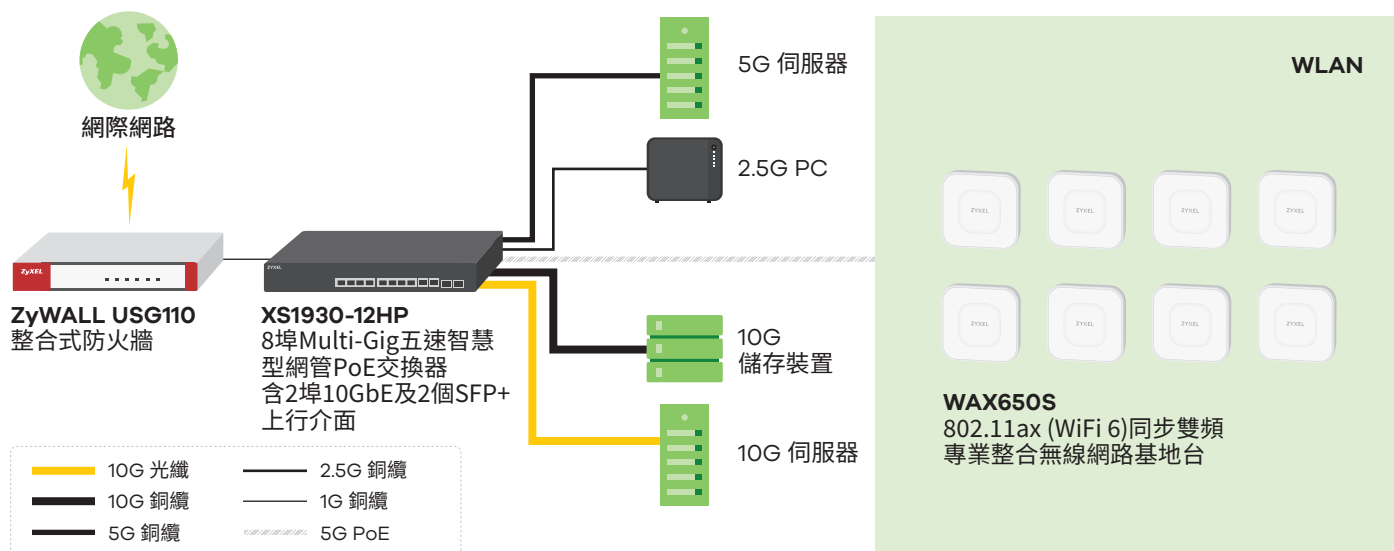 網際網路
ZyXEL
ZyWALL USG110
整合式防火牆
ZYXEL
XS1930-12HP
8埠Multi-Gig五速智慧
型網管PoE交換器
含2埠10GbE及2個SFP+
上行介面
5G 伺服器
2.5G PC
10G
儲存裝置
10G 伺服器
WLAN
ZYXEL
ZYXEL
ZYXEL
ZYXEL
ZYXEL
ZYXEL
ZYXEL
ZYXEL
WAX650S
802.11ax (WiFi 6)同步雙頻
專業整合無線網路基地台
10G 光纖
10G 銅纜
5G 銅纜
2.5G 銅纜
1G 銅纜
5G PoE